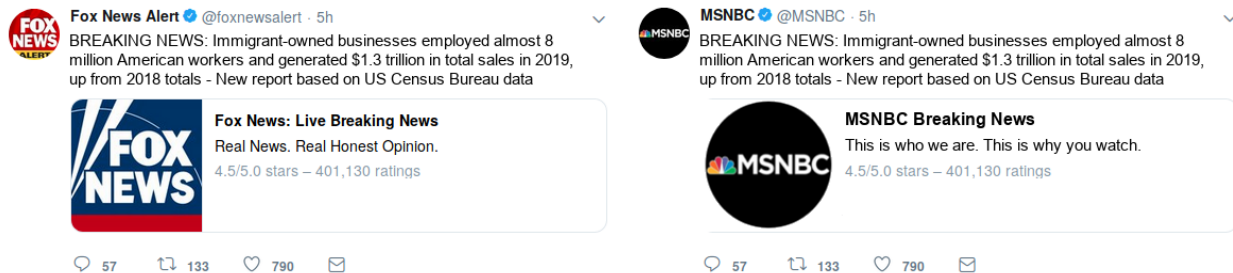 FOX
NEWS
ALERT
Fox News Alert @foxnewsalert · 5h
BREAKING NEWS: Immigrant-owned businesses employed almost 8
million American workers and generated $1.3 trillion in total sales in 2019,
up from 2018 totals - New report based on US Census Bureau data
FOX
NEWS
Fox News: Live Breaking News
Real News. Real Honest Opinion.
4.5/5.0 stars – 401,130 ratings
57 133 790
MSNBC
MSNBC @MSNBC · 5h
BREAKING NEWS: Immigrant-owned businesses employed almost 8
million American workers and generated $1.3 trillion in total sales in 2019,
up from 2018 totals - New report based on US Census Bureau data
MSNBC
MSNBC Breaking News
This is who we are. This is why you watch.
4.5/5.0 stars – 401,130 ratings
57 133 790